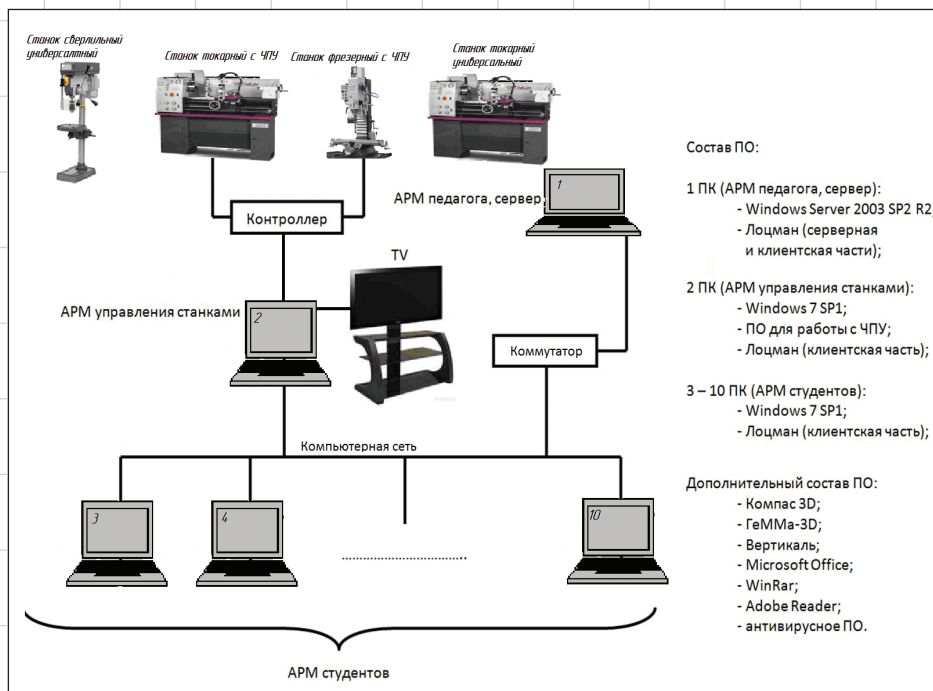 Станок сверлильный
универсалтный
Станок токарный с ЧПУ
Станок фрезерный с ЧПУ
Станок токарный
универсальный
АРМ педагога, сервер
1
Контроллер
TV
АРМ управления станками
2
Коммутатор
Компьютерная сеть
3
4
10
........................
АРМ студентов
Состав ПО:
1 ПК (АРМ педагога, сервер):
- Windows Server 2003 SP2 R2;
- Лоцман (серверная
и клиентская части);
2 ПК (АРМ управления станками):
- Windows 7 SP1;
- ПО для работы с ЧПУ;
- Лоцман (клиентская часть);
3 – 10 ПК (АРМ студентов):
- Windows 7 SP1;
- Лоцман (клиентская часть);
Дополнительный состав ПО:
- Компас 3D;
- ГеММа-3D;
- Вертикаль;
- Microsoft Office;
- WinRar;
- Adobe Reader;
- антивирусное ПО.